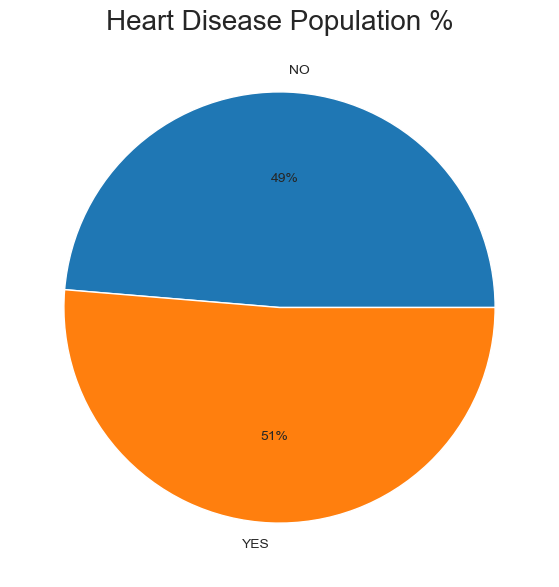 Heart Disease Population %
NO
49%
51%
YES